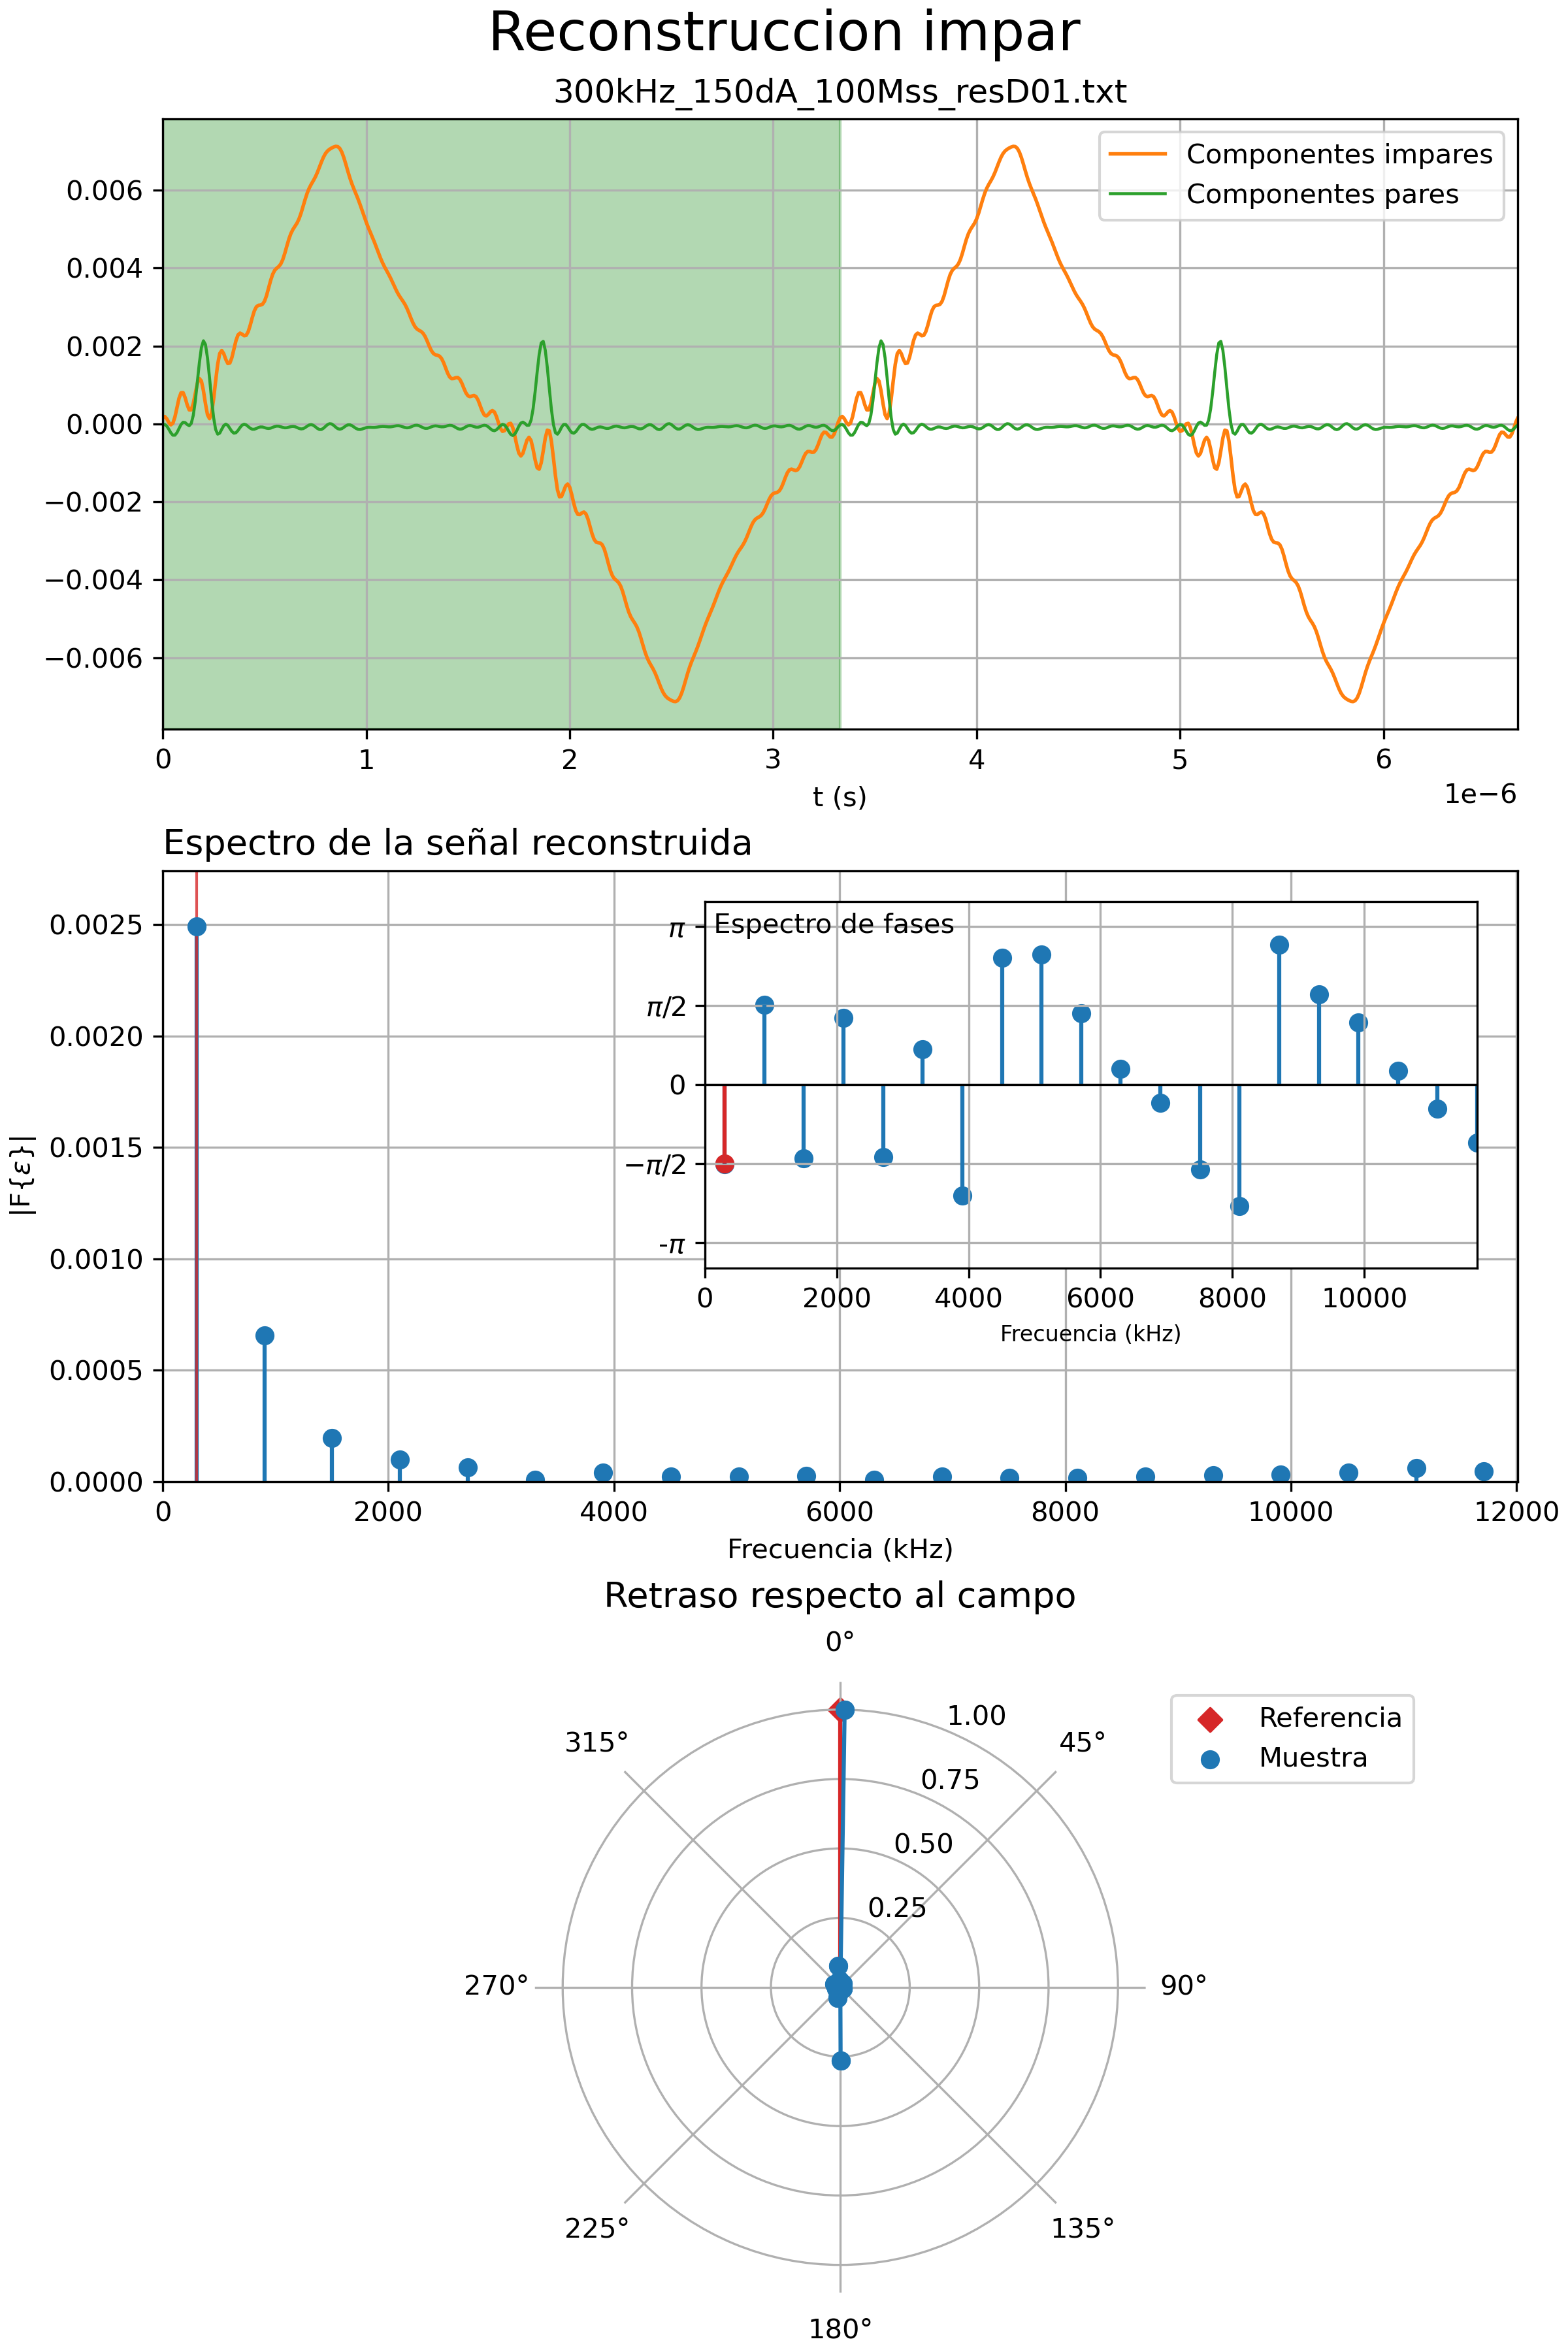 Reconstruccion impar
300kHz_150dA_100Mss_resD01.txt
Componentes impares
Componentes pares
0.006
0.004
0.002
0.000
−0.002
−0.004
−0.006
0 1 2 3 4 5 6
t (s)
1e−6
Espectro de la señal reconstruida
|F{ε}|
0.0025
0.0020
0.0015
0.0010
0.0005
0.0000
Espectro de fases
π
π/2
0
−π/2
-π
0 2000 4000 6000 8000 10000
Frecuencia (kHz)
0 2000 4000 6000 8000 10000 12000
Frecuencia (kHz)
Retraso respecto al campo
0°
Referencia
Muestra
315°
45°
1.00
0.75
0.50
0.25
270°
90°
225°
135°
180°